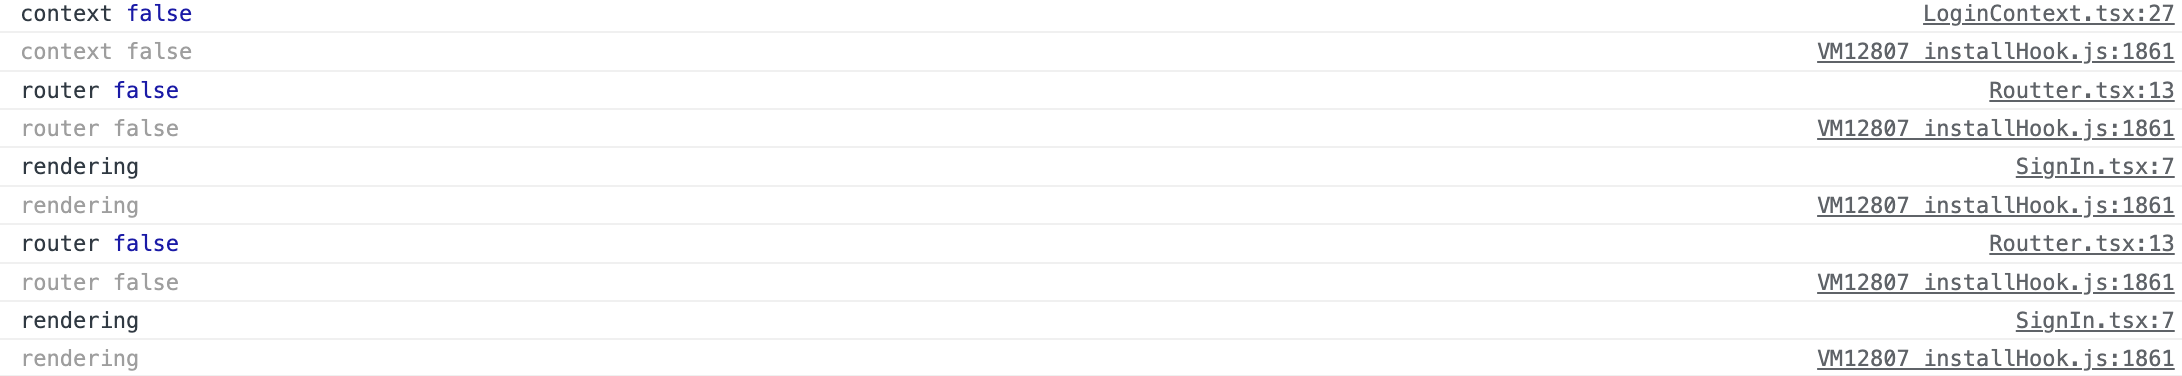 context false LoginContext.tsx:27
context false VM12807 installHook.js:1861
router false Routter.tsx:13
router false VM12807 installHook.js:1861
rendering SignIn.tsx:7
rendering VM12807 installHook.js:1861
router false Routter.tsx:13
router false VM12807 installHook.js:1861
rendering SignIn.tsx:7
rendering VM12807 installHook.js:1861